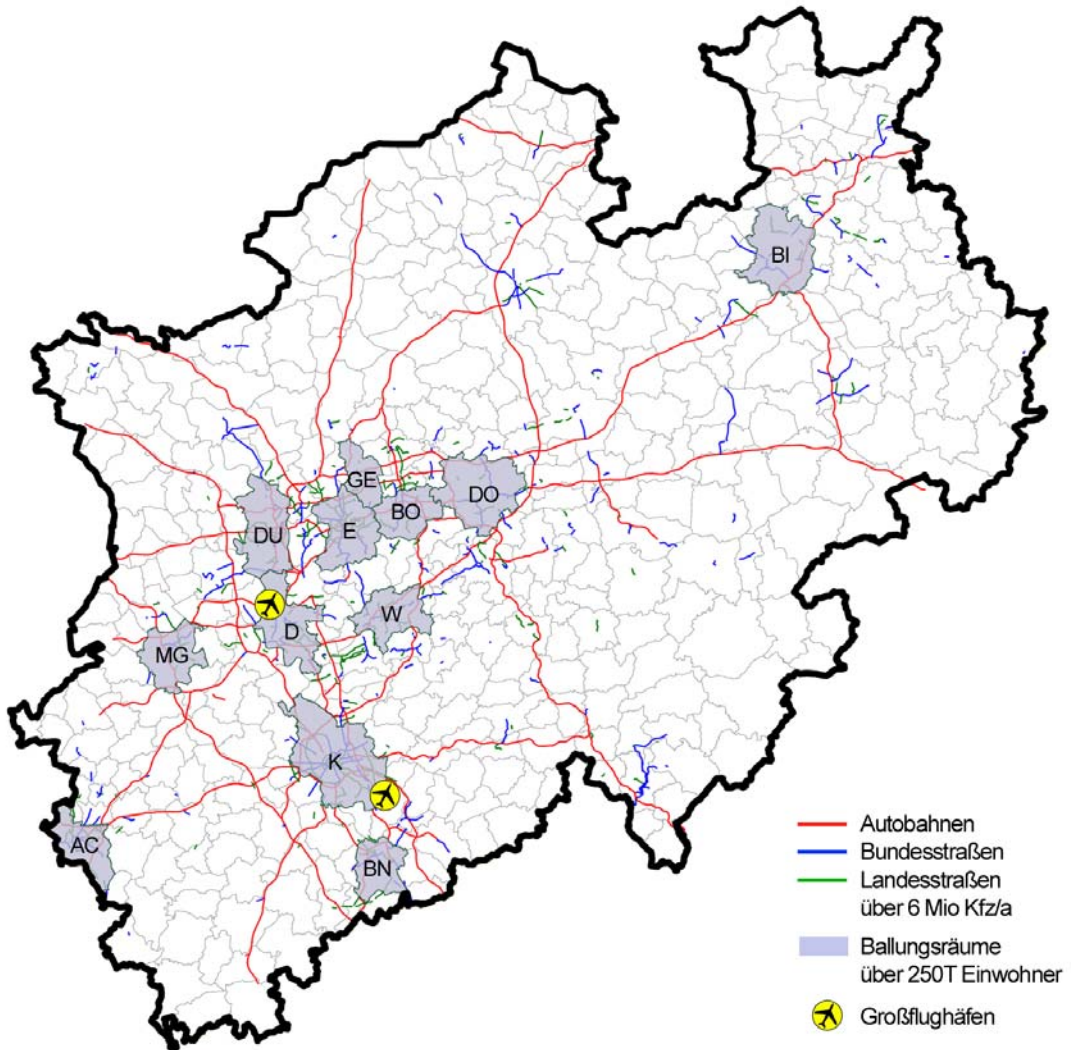 BI
GE
DO
BO
DU
E
W
D
MG
K
AC
BN
Autobahnen
Bundesstraßen
Landesstraßen
über 6 Mio Kfz/a
Ballungsräume
über 250T Einwohner
Großflughäfen